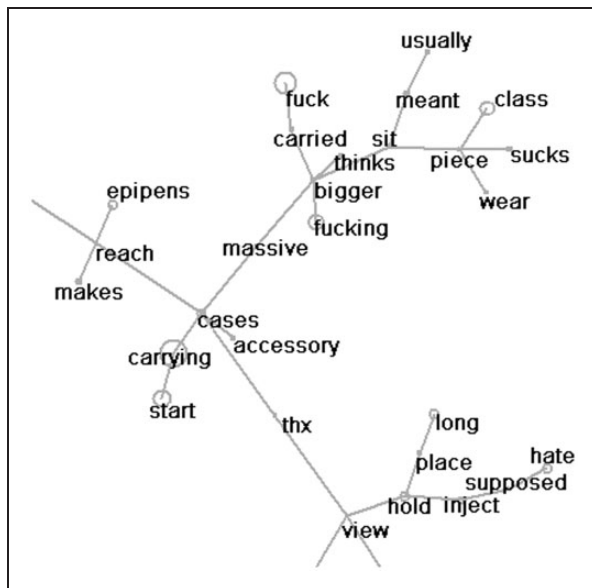 usually
fuck
meant
class
carried
sit
thinks
piece
sucks
epipens
bigger
wear
fucking
reach
massive
makes
cases
carrying
accessory
start
thx
long
place
hate
supposed
hold
inject
view